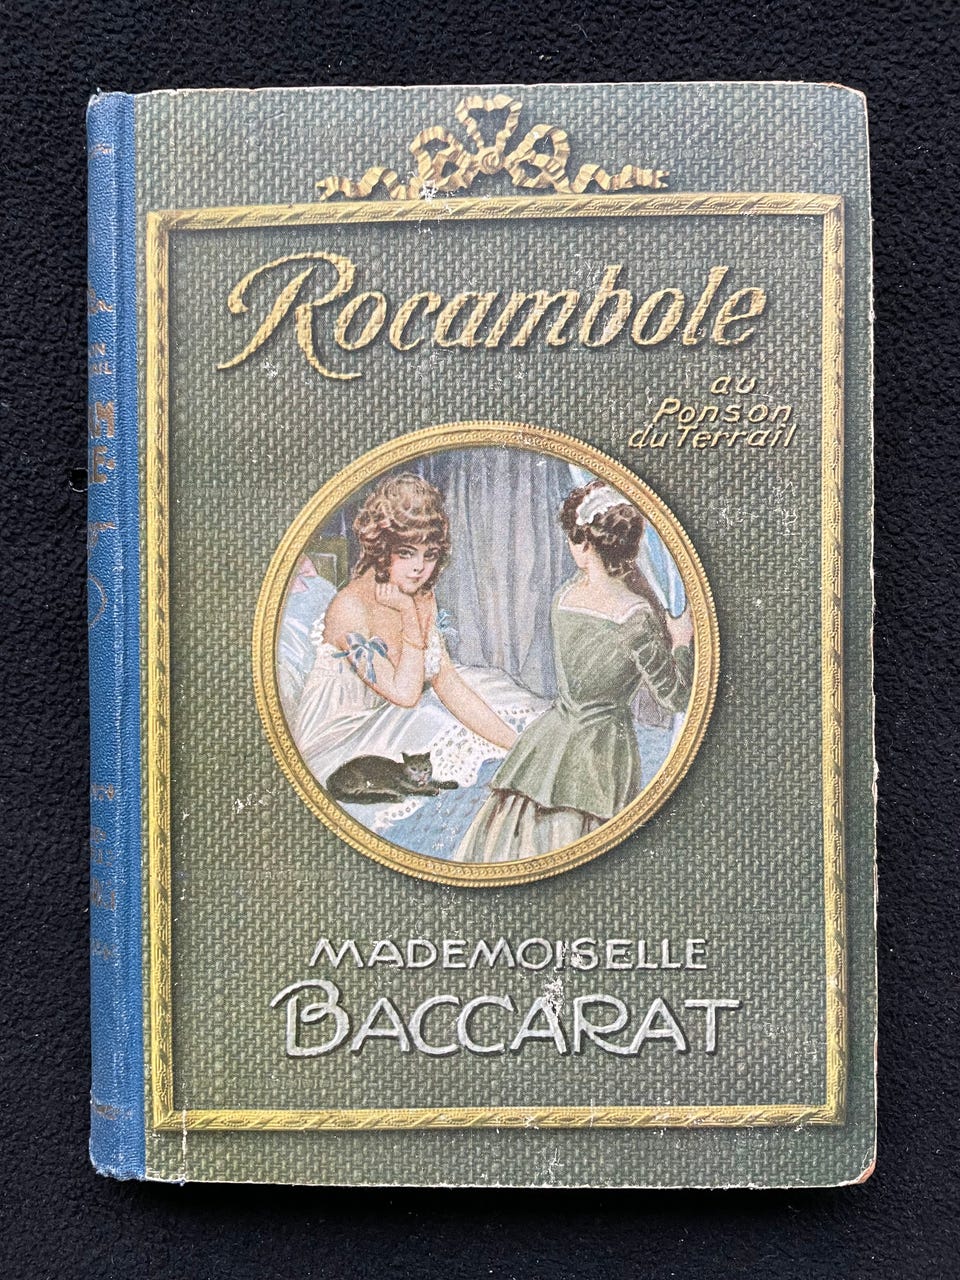 Rocambole
au
Ponson
du Terrail
MADEMOISELLE
BACCARAT